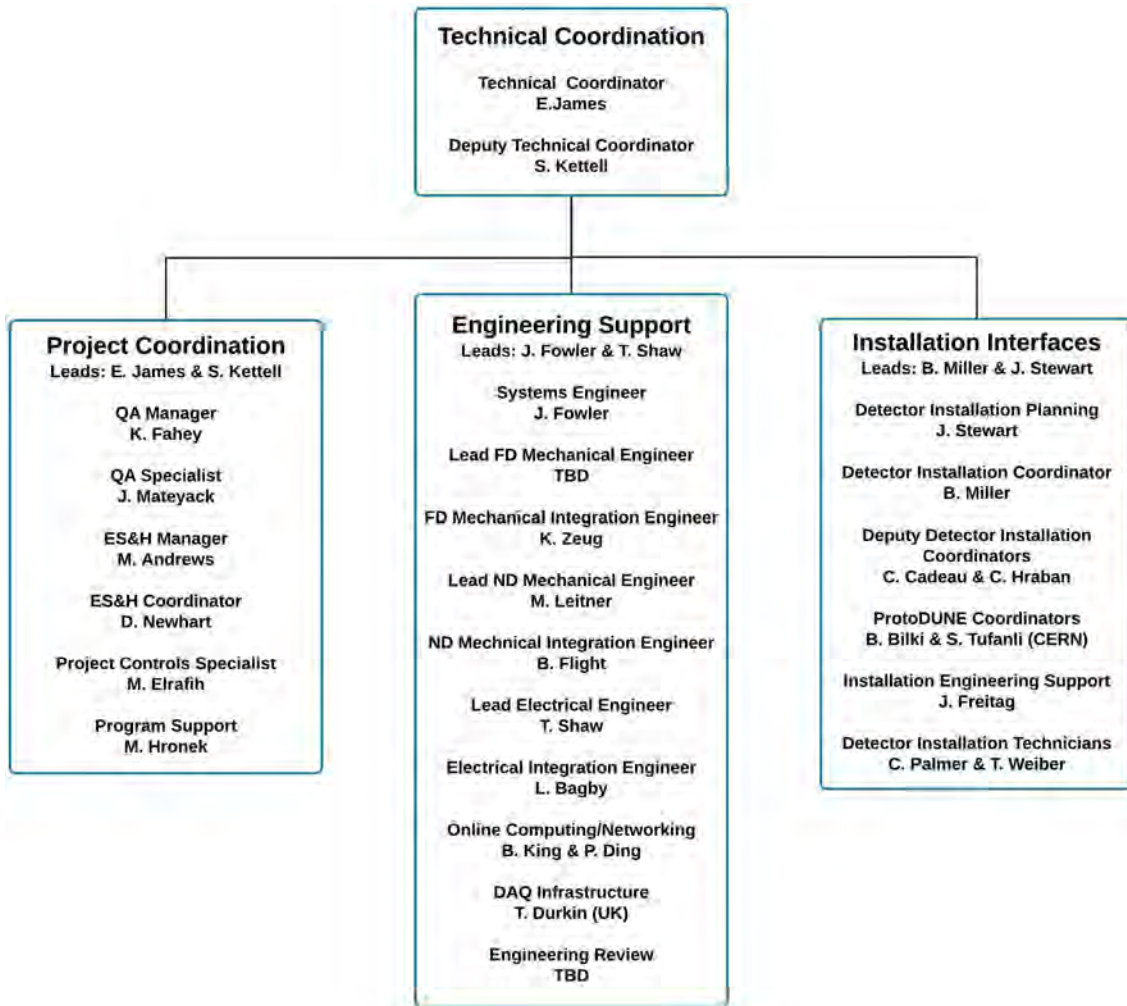 Technical Coordination
Technical Coordinator
E.James
Deputy Technical Coordinator
S. Kettell
Project Coordination
Leads: E. James & S. Kettell
QA Manager
K. Fahey
QA Specialist
J. Mateyack
ES&H Manager
M. Andrews
ES&H Coordinator
D. Newhart
Project Controls Specialist
M. Elrafih
Program Support
M. Hronek
Engineering Support
Leads: J. Fowler & T. Shaw
Systems Engineer
J. Fowler
Lead FD Mechanical Engineer
TBD
FD Mechanical Integration Engineer
K. Zeug
Lead ND Mechanical Engineer
M. Leitner
ND Mechnical Integration Engineer
B. Flight
Lead Electrical Engineer
T. Shaw
Electrical Integration Engineer
L. Bagby
Online Computing/Networking
B. King & P. Ding
DAQ Infrastructure
T. Durkin (UK)
Engineering Review
TBD
Installation Interfaces
Leads: B. Miller & J. Stewart
Detector Installation Planning
J. Stewart
Detector Installation Coordinator
B. Miller
Deputy Detector Installation
Coordinators
C. Cadeau & C. Hraban
ProtoDUNE Coordinators
B. Bilki & S. Tufanli (CERN)
Installation Engineering Support
J. Freitag
Detector Installation Technicians
C. Palmer & T. Weiber